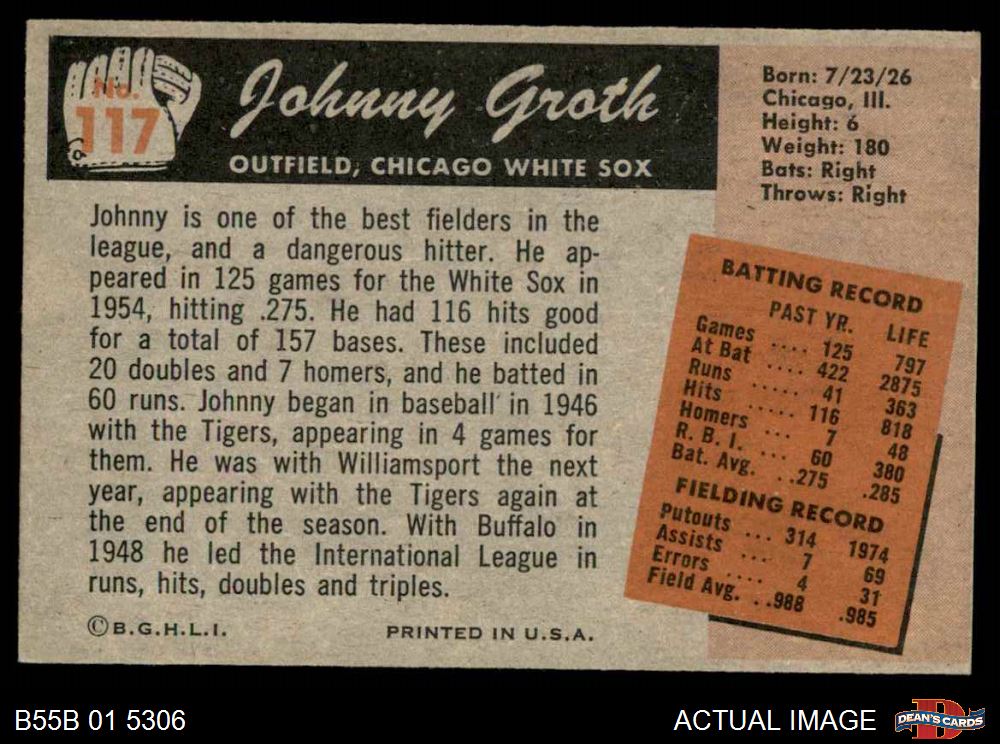 No.
117
Johnny Groth
OUTFIELD, CHICAGO WHITE SOX
Born: 7/23/26
Chicago, Ill.
Height: 6
Weight: 180
Bats: Right
Throws: Right
Johnny is one of the best fielders in the
league, and a dangerous hitter. He ap-
peared in 125 games for the White Sox in
1954, hitting .275. He had 116 hits good
for a total of 157 bases. These included
20 doubles and 7 homers, and he batted in
60 runs. Johnny began in baseball in 1946
with the Tigers, appearing in 4 games for
them. He was with Williamsport the next
year, appearing with the Tigers again at
the end of the season. With Buffalo in
1948 he led the International League in
runs, hits, doubles and triples.
BATTING RECORD
PAST YR. LIFE
Games .... 125 797
At Bat .... 422 2875
Runs ..... 41 363
Hits ..... 116 818
Homers ... 7 48
R. B. I. .. 60 380
Bat. Avg. ..275 .285
FIELDING RECORD
Putouts ... 314 1974
Assists .... 7 69
Errors .... 4 31
Field Avg. ..988 .985
©B.G.H.L.I. PRINTED IN U.S.A.
B55B 01 5306 ACTUAL IMAGE
D
DEAN'S CARDS